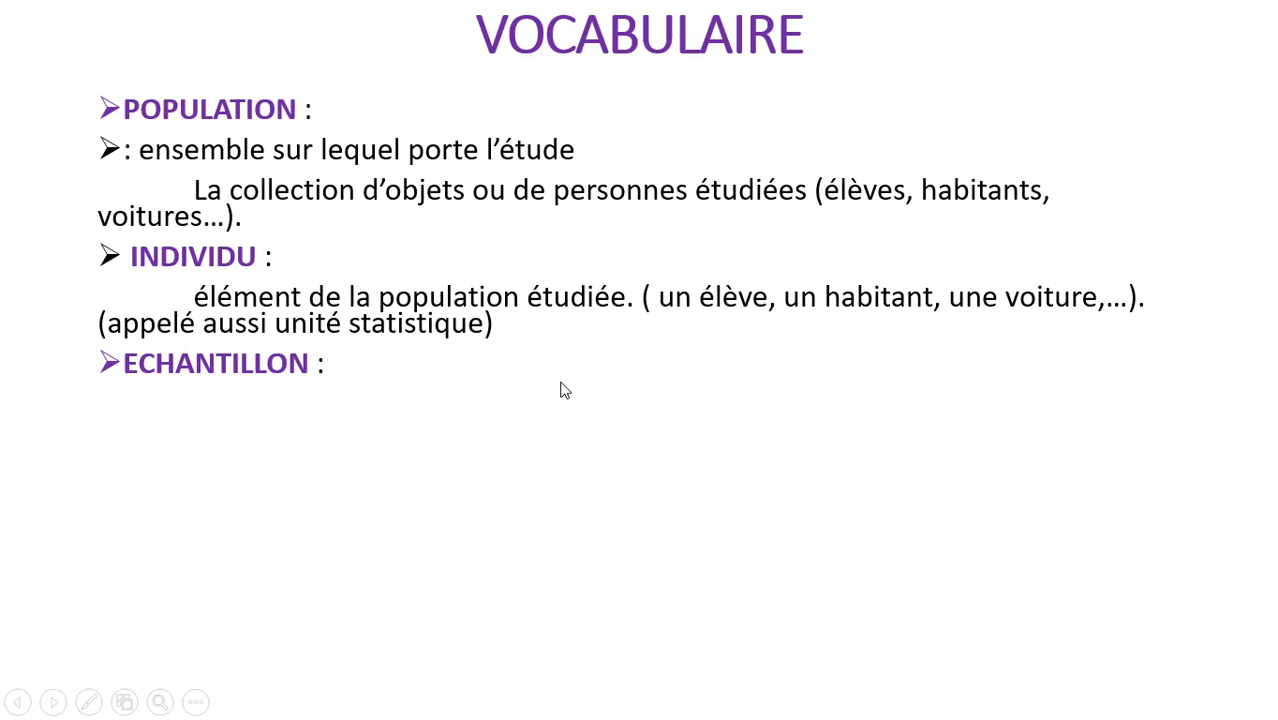 VOCABULAIRE
➢POPULATION :
➢: ensemble sur lequel porte l’étude
La collection d’objets ou de personnes étudiées (élèves, habitants,
voitures…).
➢ INDIVIDU :
élément de la population étudiée. ( un élève, un habitant, une voiture,…).
(appelé aussi unité statistique)
➢ECHANTILLON :